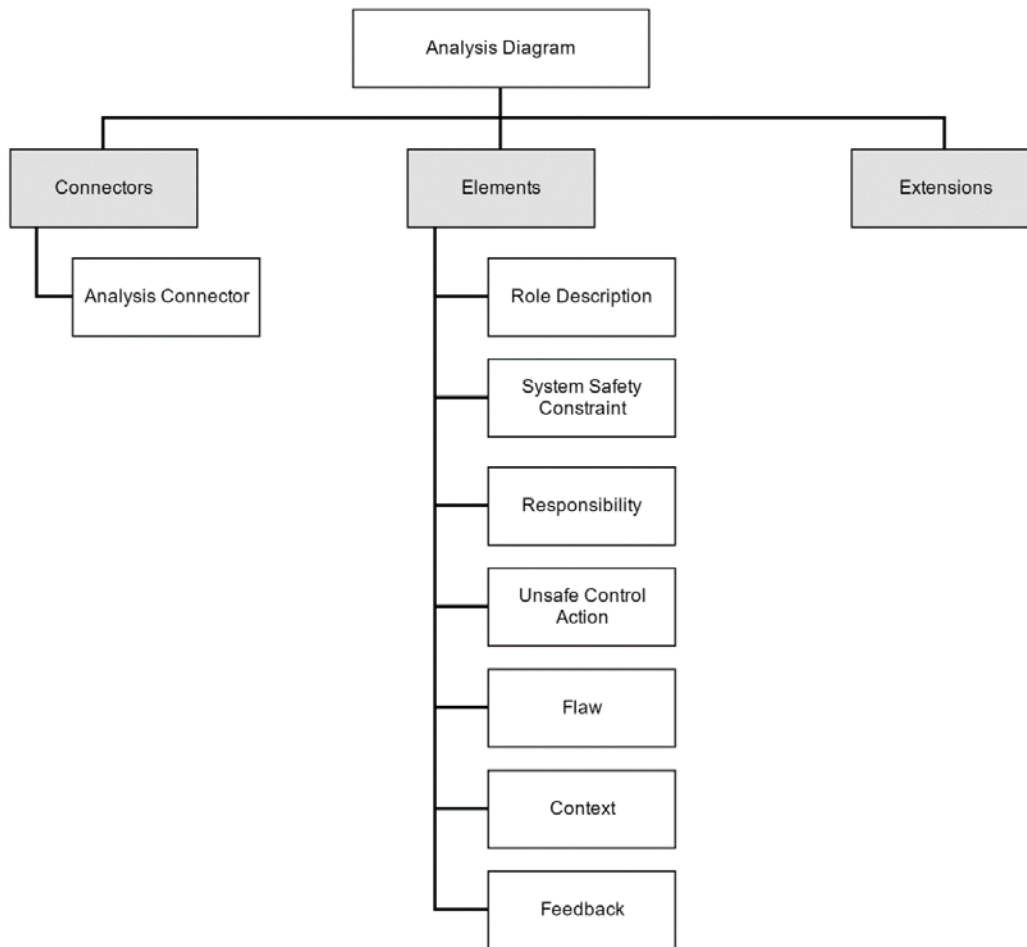 Analysis Diagram
Connectors
Elements
Extensions
Analysis Connector
Role Description
System Safety
Constraint
Responsibility
Unsafe Control
Action
Flaw
Context
Feedback